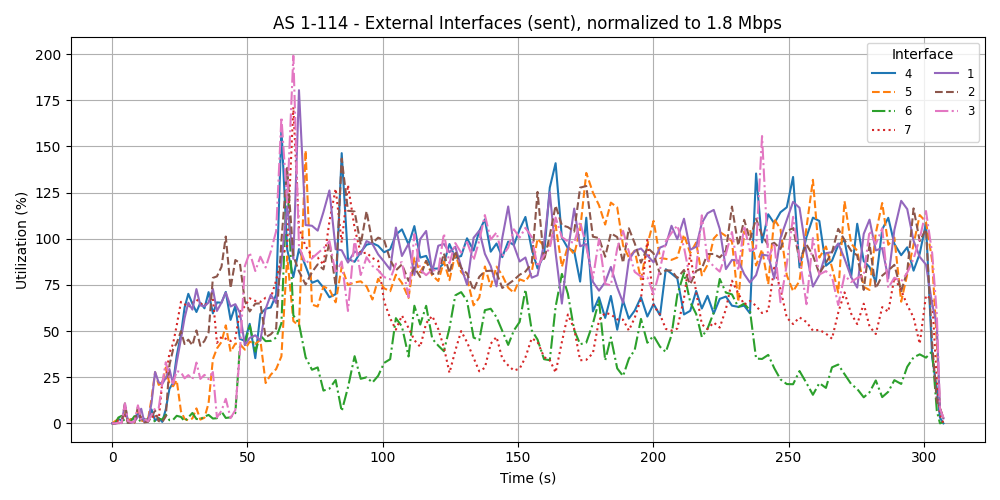 AS 1-114 - External Interfaces (sent), normalized to 1.8 Mbps
Utilization (%)
200
175
150
125
100
75
50
25
0
0 50 100 150 200 250 300
Time (s)
Interface
4 1
5 2
6 3
7